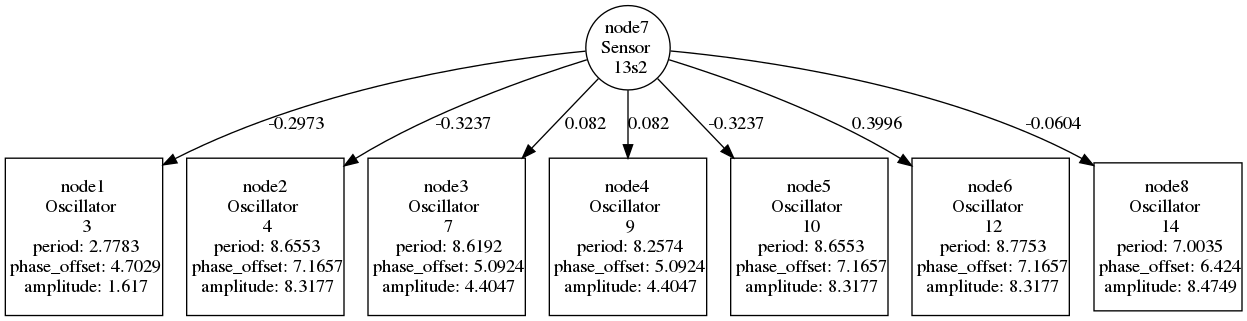 node7
Sensor
13s2
-0.2973
-0.3237
0.082
0.082
-0.3237
0.3996
-0.0604
node1
Oscillator
3
period: 2.7783
phase_offset: 4.7029
amplitude: 1.617
node2
Oscillator
4
period: 8.6553
phase_offset: 7.1657
amplitude: 8.3177
node3
Oscillator
7
period: 8.6192
phase_offset: 5.0924
amplitude: 4.4047
node4
Oscillator
9
period: 8.2574
phase_offset: 5.0924
amplitude: 4.4047
node5
Oscillator
10
period: 8.6553
phase_offset: 7.1657
amplitude: 8.3177
node6
Oscillator
12
period: 8.7753
phase_offset: 7.1657
amplitude: 8.3177
node8
Oscillator
14
period: 7.0035
phase_offset: 6.424
amplitude: 8.4749